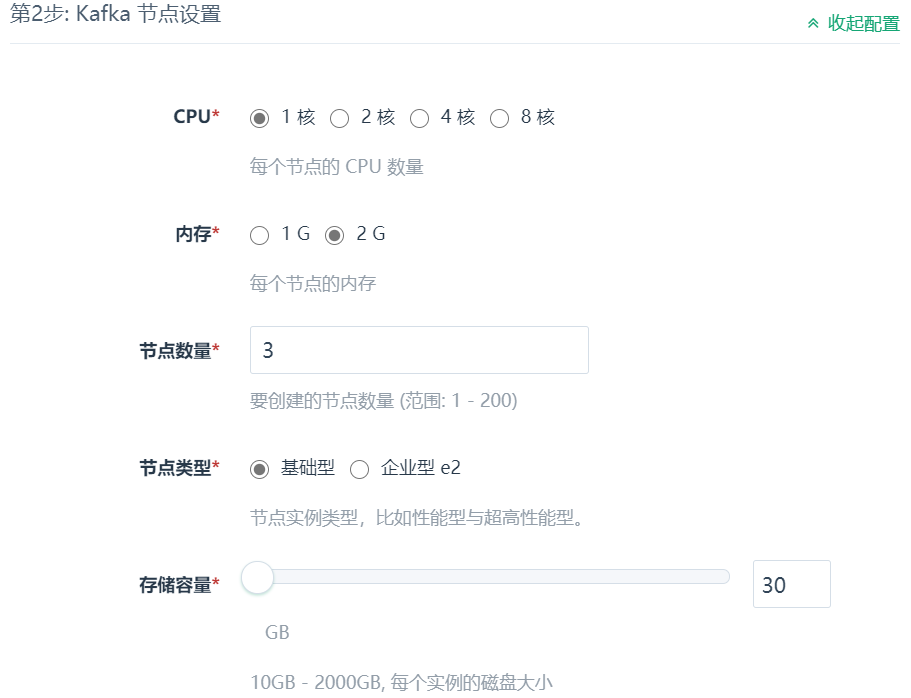 第2步: Kafka 节点设置
收起配置
CPU* 1 核 2 核 4 核 8 核
每个节点的 CPU 数量
内存* 1 G 2 G
每个节点的内存
节点数量* 3
要创建的节点数量 (范围: 1 - 200)
节点类型* 基础型 企业型 e2
节点实例类型，比如性能型与超高性能型。
存储容量* 30
GB
10GB - 2000GB, 每个实例的磁盘大小